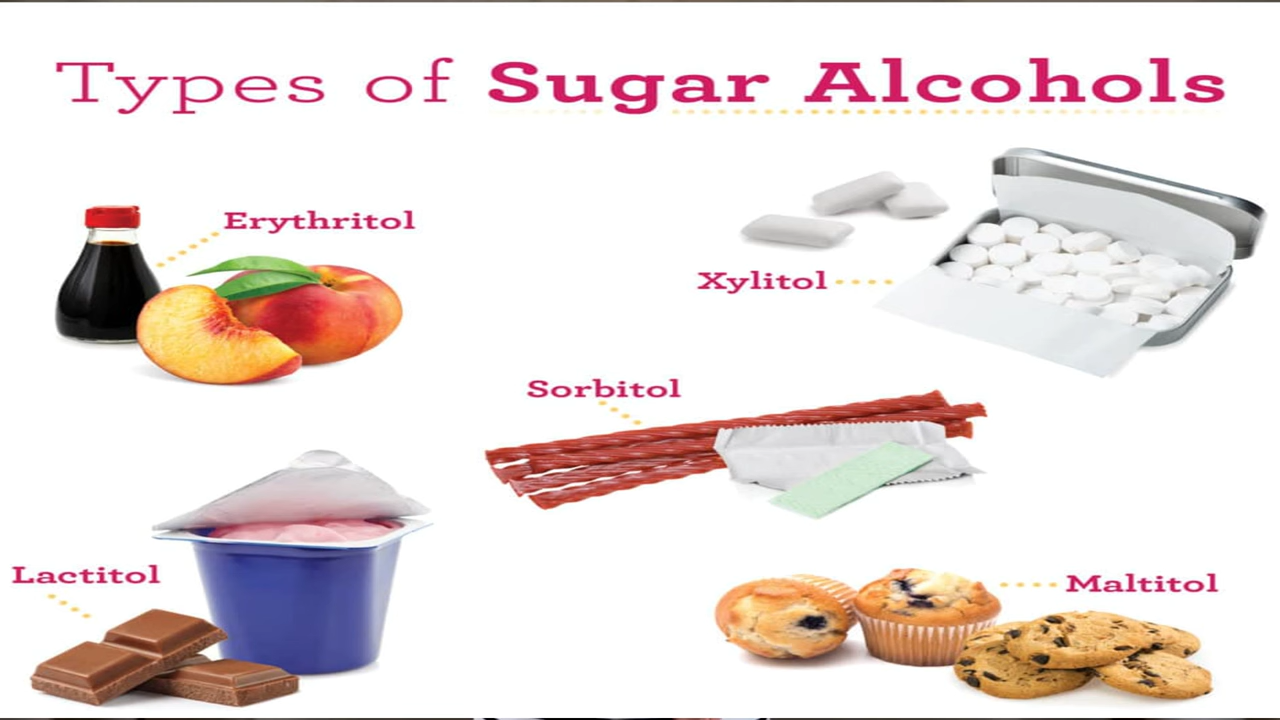 Types of Sugar Alcohols
Erythritol
Xylitol
Sorbitol
Lactitol
Maltitol